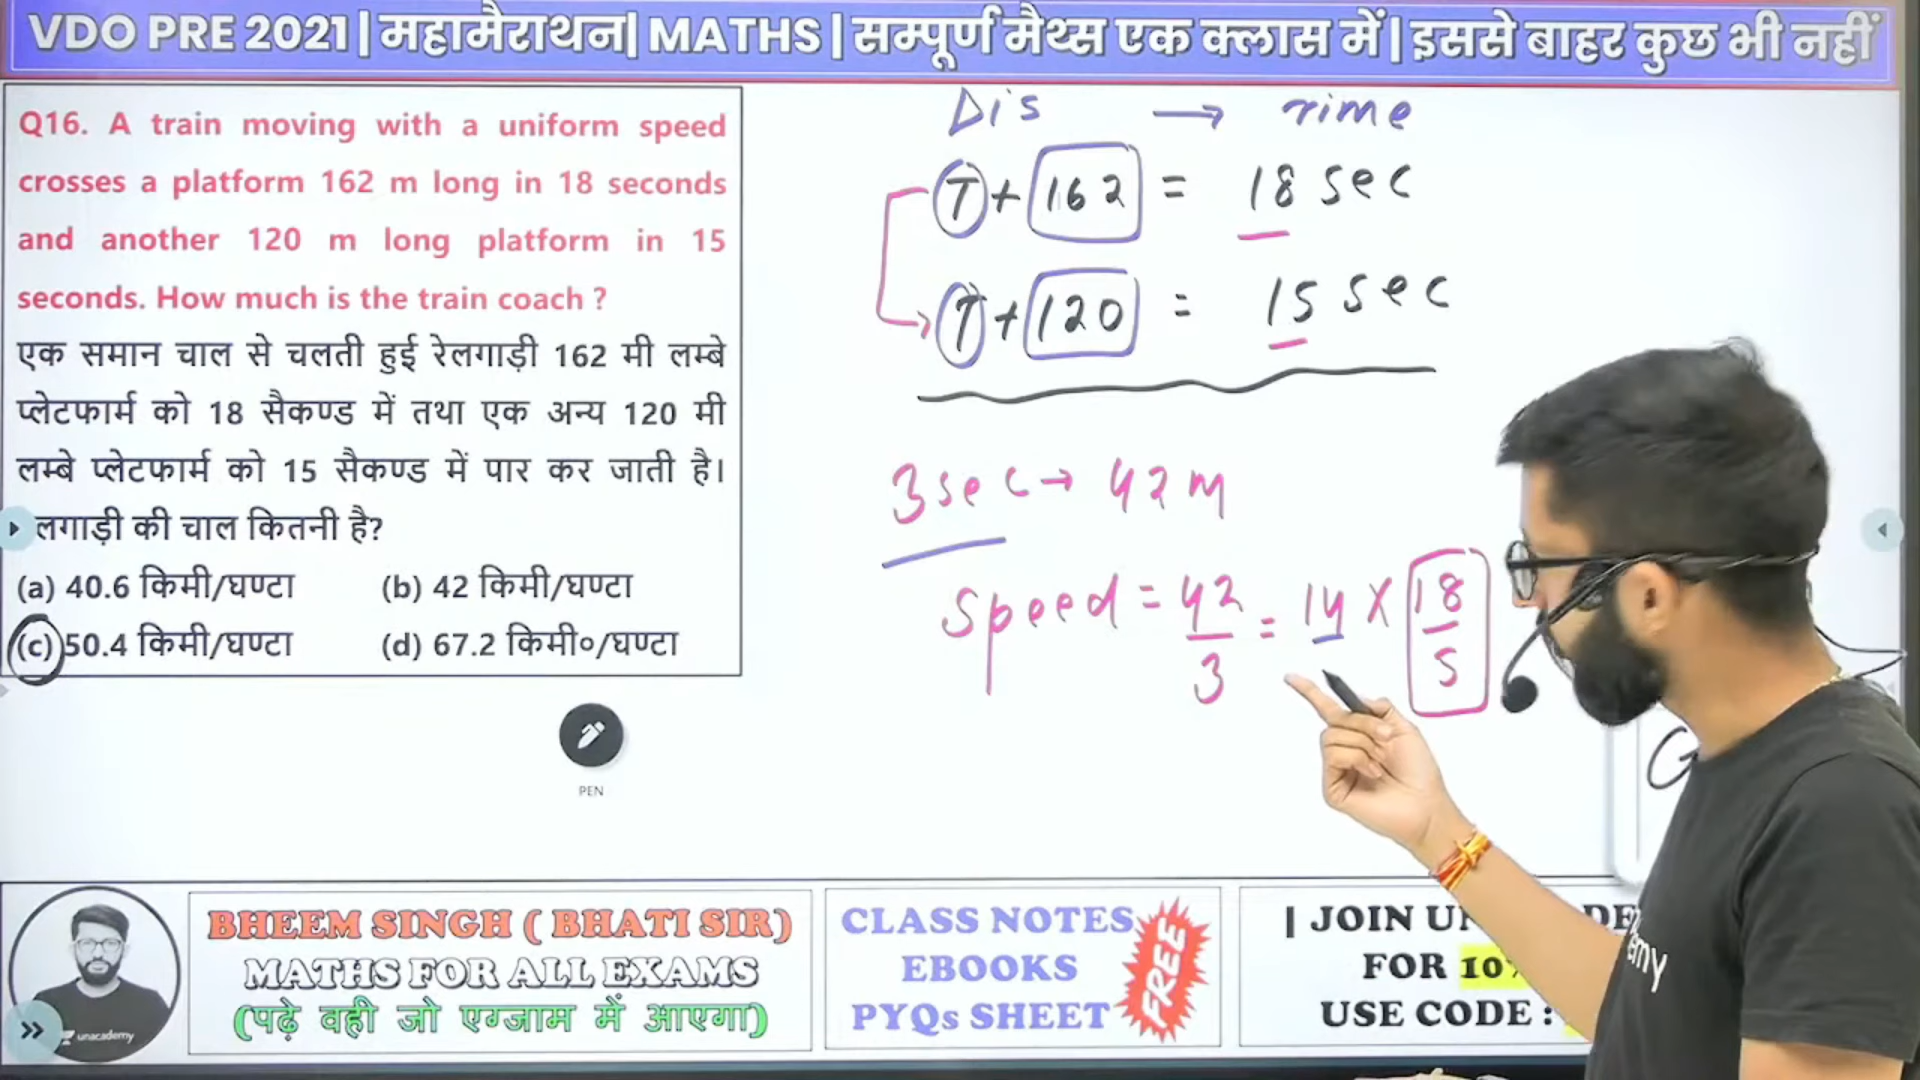 VDO PRE 2021 | महामैराथन| MATHS | सम्पूर्ण मैथ्स एक क्लास में | इससे बाहर कुछ भी नहीं
Q16. A train moving with a uniform speed
crosses a platform 162 m long in 18 seconds
and another 120 m long platform in 15
seconds. How much is the train coach ?
एक समान चाल से चलती हुई रेलगाड़ी 162 मी लम्बे
प्लेटफार्म को 18 सैकण्ड में तथा एक अन्य 120 मी
लम्बे प्लेटफार्म को 15 सैकण्ड में पार कर जाती है।
लगाड़ी की चाल कितनी है?
(a) 40.6 किमी/घण्टा (b) 42 किमी/घण्टा
(c) 50.4 किमी/घण्टा (d) 67.2 किमी०/घण्टा
Dis → Time
T + 162 = 18 sec
T + 120 = 15 sec
3 sec → 42 m
Speed = 42/3 = 14 X 18/5
PEN
BHEEM SINGH ( BHATI SIR)
MATHS FOR ALL EXAMS
(पढ़े वही जो एग्जाम में आएगा)
unacademy
CLASS NOTES
EBOOKS
PYQs SHEET
FREE
| JOIN
FOR
USE CODE :